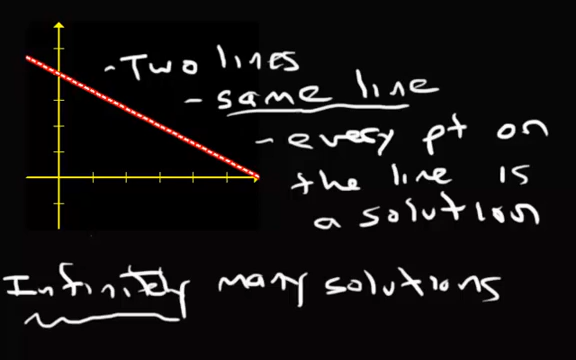 - Two lines
- same line
- every pt on
the line is
a solution
Infinitely many solutions